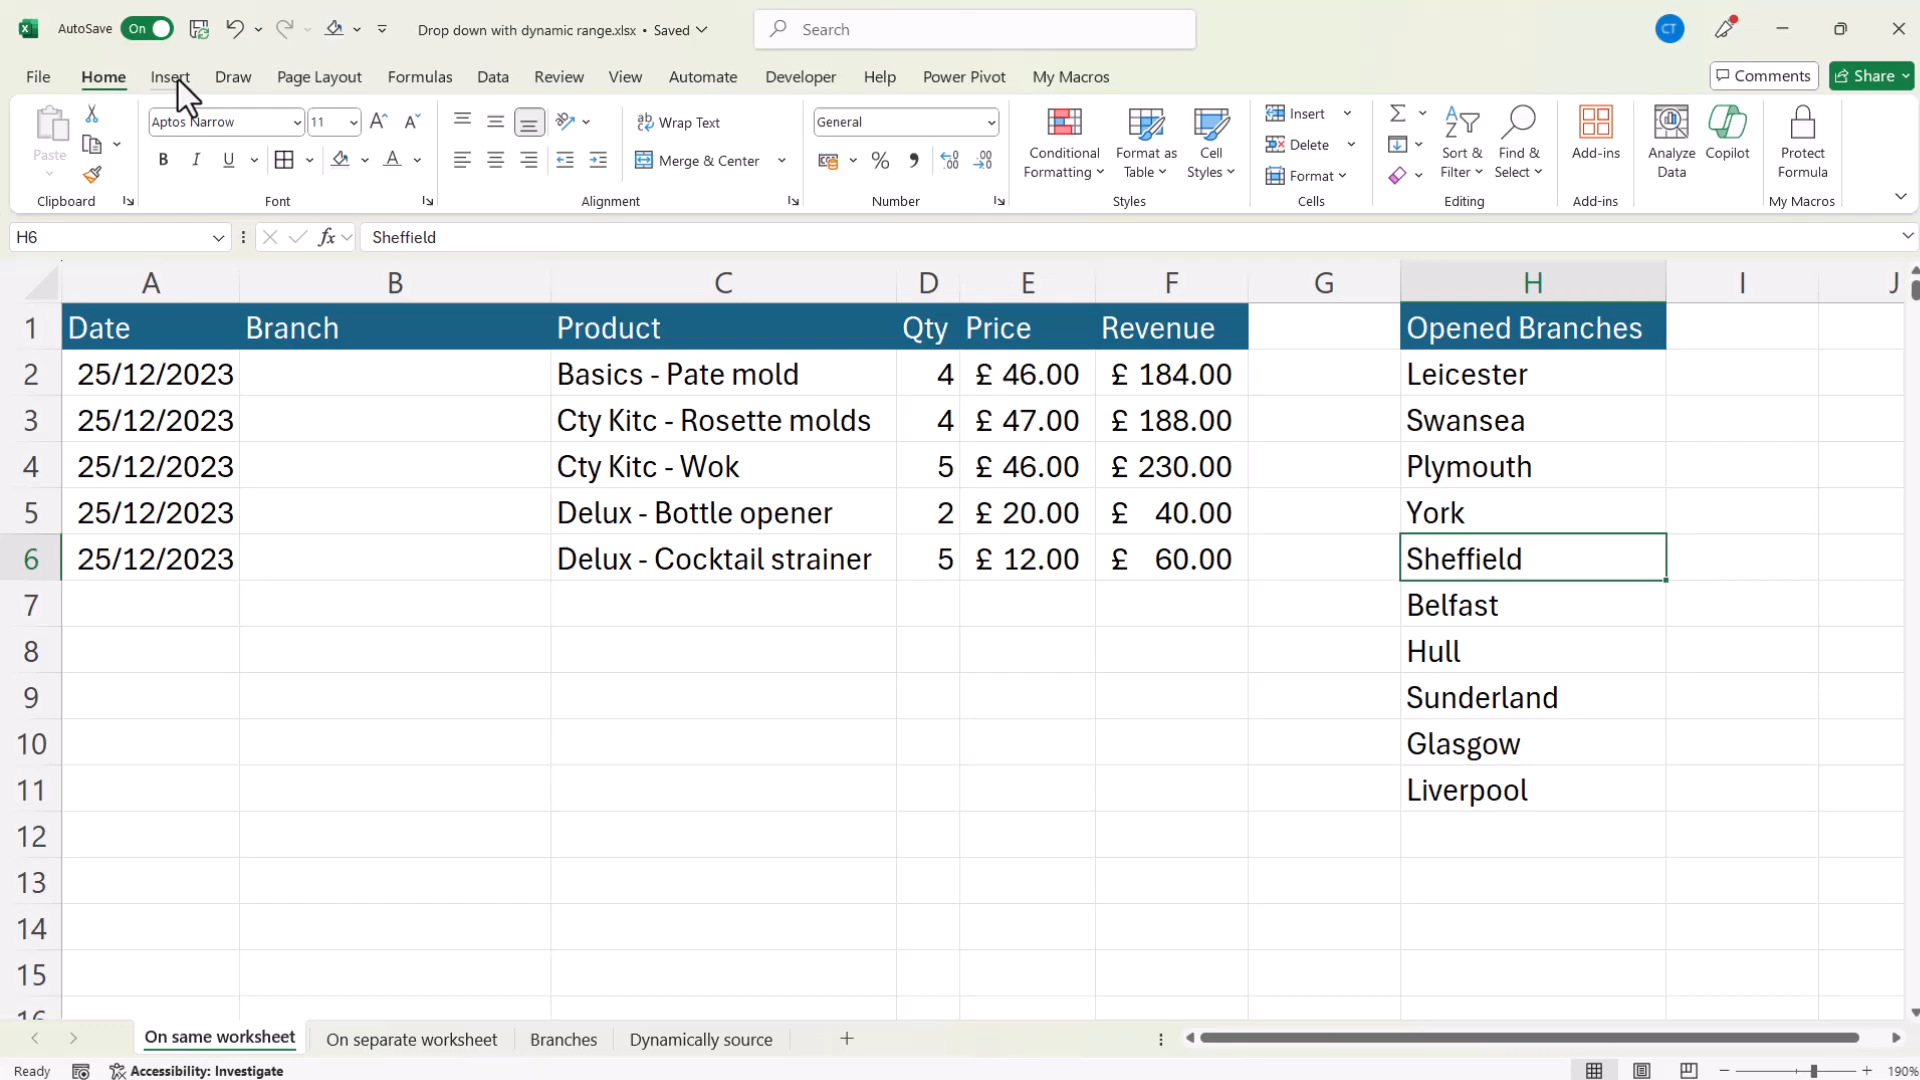 AutoSave On Drop down with dynamic range.xlsx • Saved Search CT
File Home Insert Draw Page Layout Formulas Data Review View Automate Developer Help Power Pivot My Macros Comments Share
Paste Aptos Narrow 11 Wrap Text General Conditional Formatting Format as Table Cell Styles Insert Sort & Filter Find & Select Add-ins Analyze Data Copilot Protect Formula
B I U Merge & Center % Delete
Format
Clipboard Font Alignment Number Styles Cells Editing Add-ins My Macros
H6 fx Sheffield
A B C D E F G H I J
1 Date Branch Product Qty Price Revenue Opened Branches
2 25/12/2023 Basics - Pate mold 4 £ 46.00 £ 184.00 Leicester
3 25/12/2023 Cty Kitc - Rosette molds 4 £ 47.00 £ 188.00 Swansea
4 25/12/2023 Cty Kitc - Wok 5 £ 46.00 £ 230.00 Plymouth
5 25/12/2023 Delux - Bottle opener 2 £ 20.00 £ 40.00 York
6 25/12/2023 Delux - Cocktail strainer 5 £ 12.00 £ 60.00 Sheffield
7 Belfast
8 Hull
9 Sunderland
10 Glasgow
11 Liverpool
12
13
14
15
16
On same worksheet On separate worksheet Branches Dynamically source
Ready Accessibility: Investigate 190%